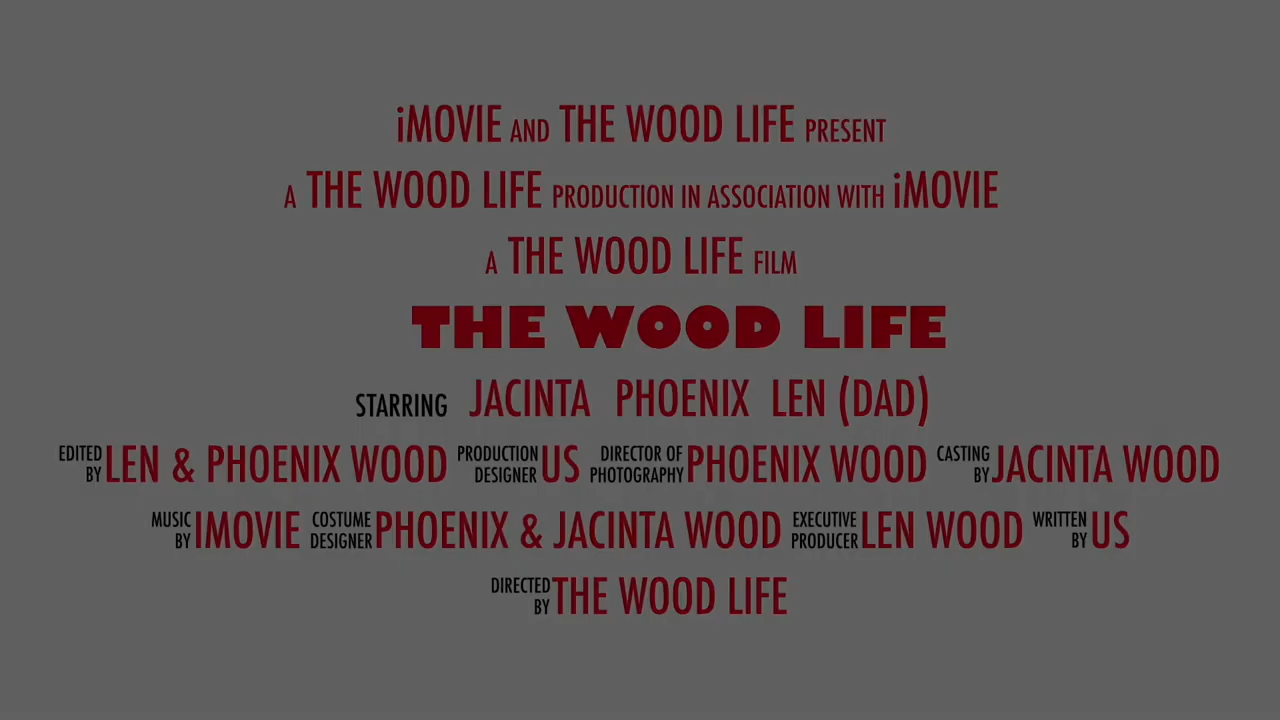 iMOVIE AND THE WOOD LIFE PRESENT
A THE WOOD LIFE PRODUCTION IN ASSOCIATION WITH iMOVIE
A THE WOOD LIFE FILM
THE WOOD LIFE
STARRING JACINTA PHOENIX LEN (DAD)
EDITED BY LEN & PHOENIX WOOD PRODUCTION DESIGNER US DIRECTOR OF PHOTOGRAPHY PHOENIX WOOD CASTING BY JACINTA WOOD
MUSIC BY IMOVIE COSTUME DESIGNER PHOENIX & JACINTA WOOD EXECUTIVE PRODUCER LEN WOOD WRITTEN BY US
DIRECTED BY THE WOOD LIFE